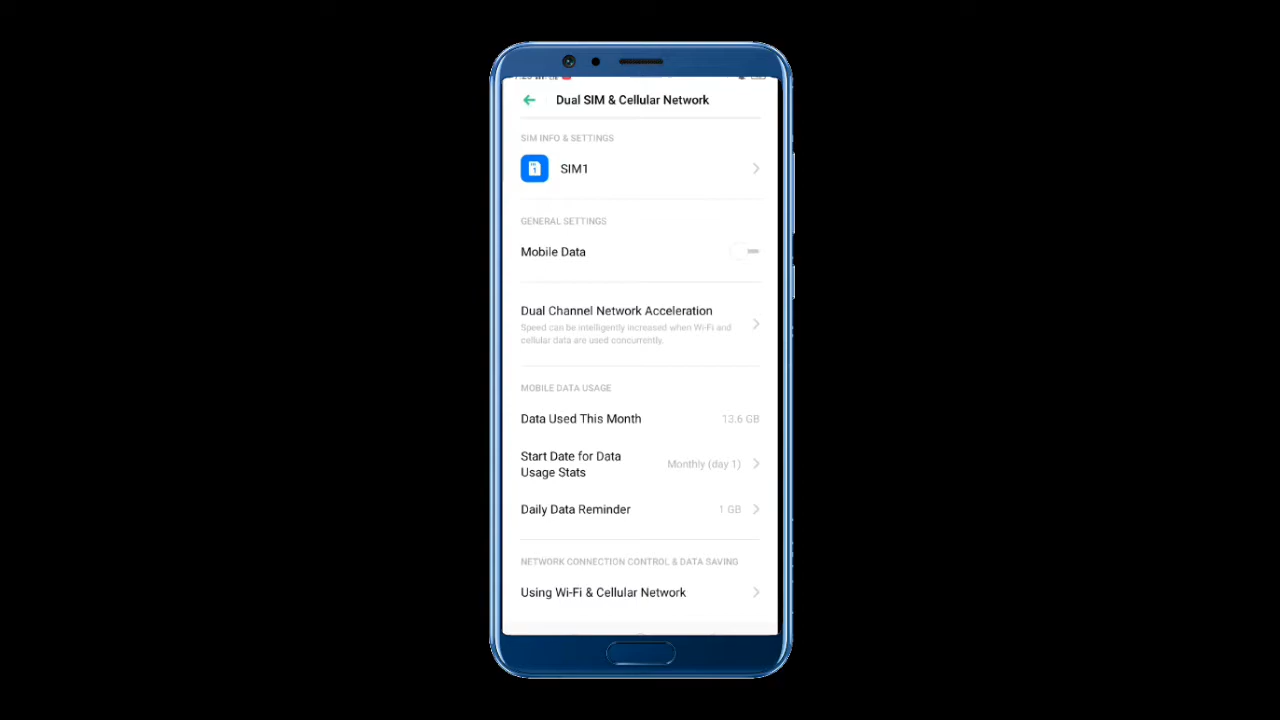 Dual SIM & Cellular Network
SIM INFO & SETTINGS
1
SIM1
GENERAL SETTINGS
Mobile Data
Dual Channel Network Acceleration
Speed can be intelligently increased when Wi-Fi and
cellular data are used concurrently.
MOBILE DATA USAGE
Data Used This Month 13.6 GB
Start Date for Data
Usage Stats
Monthly (day 1)
Daily Data Reminder 1 GB
NETWORK CONNECTION CONTROL & DATA SAVING
Using Wi-Fi & Cellular Network